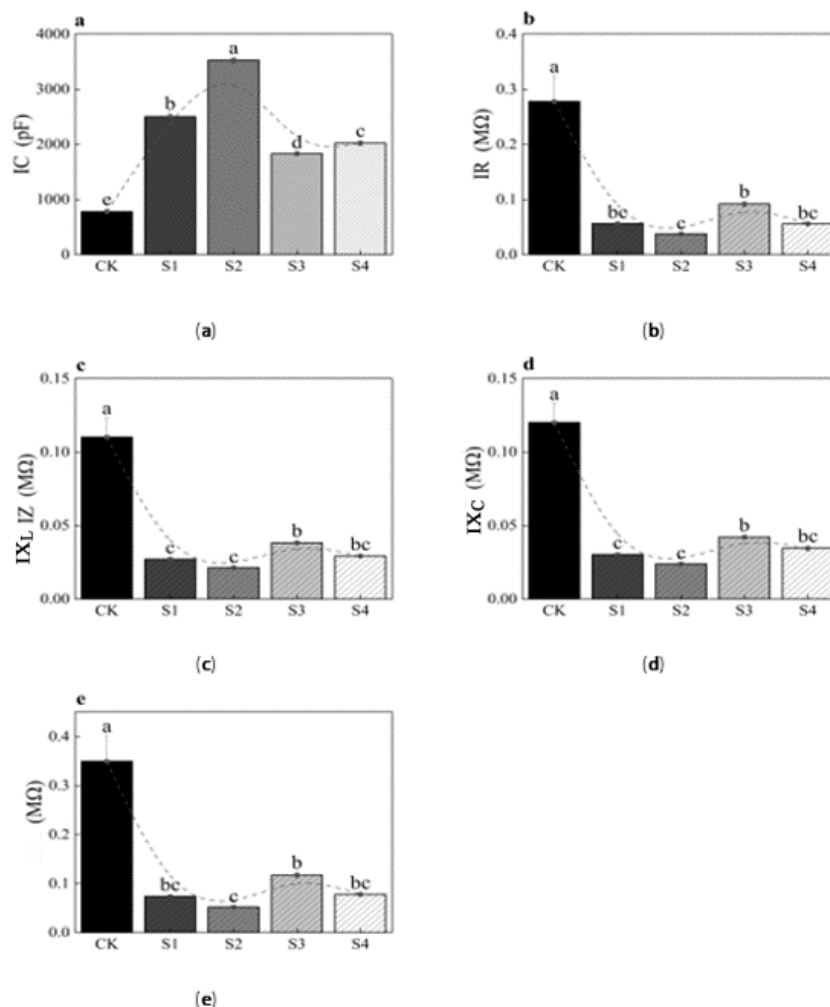 a
4000
3000
2000
1000
0
IC (pF)
e
b
a
d
c
CK S1 S2 S3 S4
(a)
b
0.4
0.3
0.2
0.1
0.0
IR (MΩ)
a
bc
c
b
bc
CK S1 S2 S3 S4
(b)
c
0.15
0.10
0.05
0.00
IX_L IZ (MΩ)
a
c
c
b
bc
CK S1 S2 S3 S4
(c)
d
0.15
0.10
0.05
0.00
IXC (MΩ)
a
c
c
b
bc
CK S1 S2 S3 S4
(d)
e
0.4
0.3
0.2
0.1
0.0
(MΩ)
a
bc
c
b
bc
CK S1 S2 S3 S4
(e)